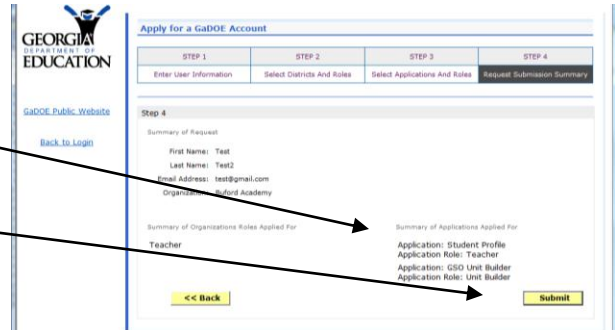 GEORGIA
DEPARTMENT OF
EDUCATION
GaDOE Public Website
Back to Login
Apply for a GaDOE Account
STEP 1
STEP 2
STEP 3
STEP 4
Enter User Information
Select Districts And Roles
Select Applications And Roles
Request Submission Summary
Step 4
Summary of Request
First Name: Test
Last Name: Test2
Email Address: test@gmail.com
Organization: Buford Academy
Summary of Organizations Roles Applied For
Teacher
Summary of Applications Applied For
Application: Student Profile
Application Role: Teacher
Application: GSO Unit Builder
Application Role: Unit Builder
<< Back
Submit